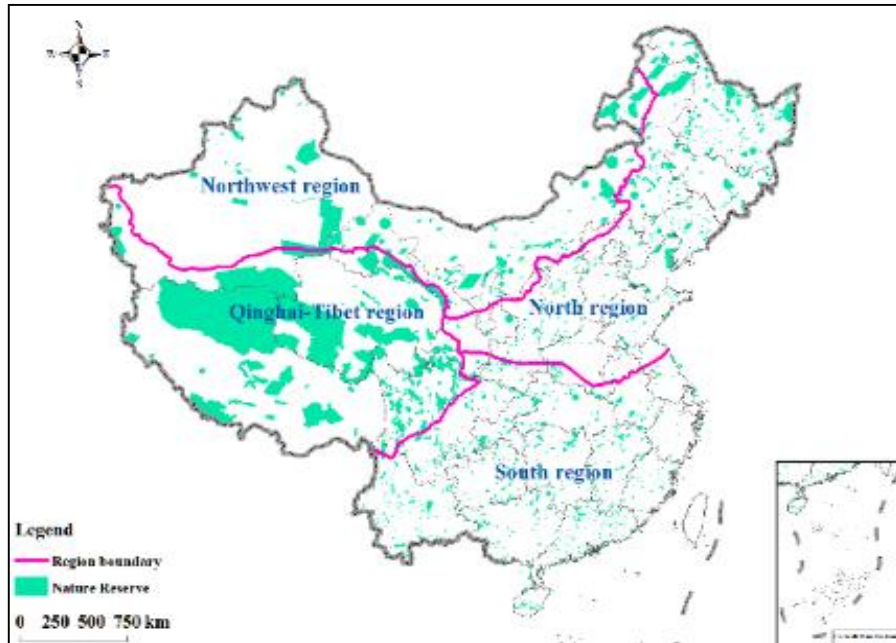 N
Northwest region
Qinghai-Tibet region
North region
South region
Legend
Region boundary
Nature Reserve
0 250 500 750 km